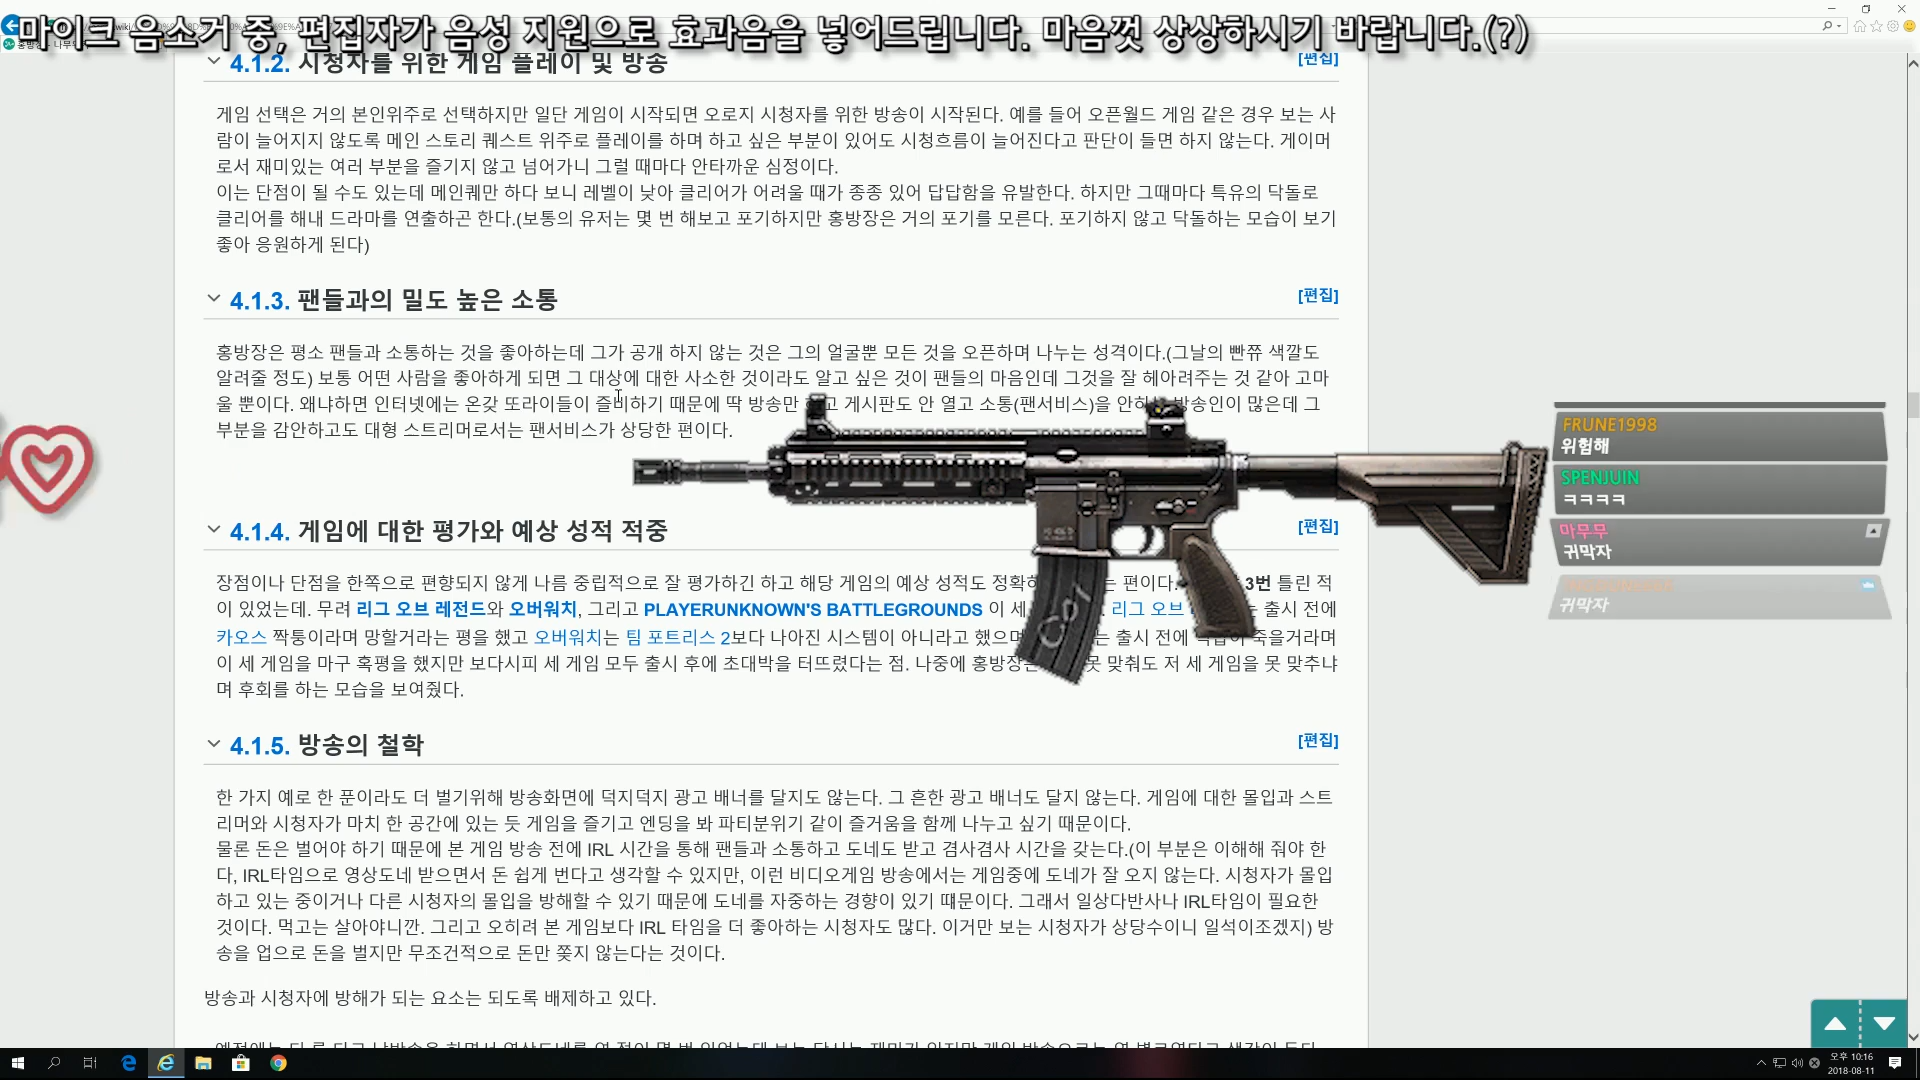 마이크 음소거 중, 편집자가 음성 지원으로 효과음을 넣어드립니다. 마음껏 상상하시기 바랍니다.(?)
4.1.2. 시청자를 위한 게임 플레이 및 방송
[편집]
게임 선택은 거의 본인위주로 선택하지만 일단 게임이 시작되면 오로지 시청자를 위한 방송이 시작된다. 예를 들어 오픈월드 게임 같은 경우 보는 사
람이 늘어지지 않도록 메인 스토리 퀘스트 위주로 플레이를 하며 하고 싶은 부분이 있어도 시청흐름이 늘어진다고 판단이 들면 하지 않는다. 게이머
로서 재미있는 여러 부분을 즐기지 않고 넘어가니 그럴 때마다 안타까운 심정이다.
이는 단점이 될 수도 있는데 메인퀘만 하다 보니 레벨이 낮아 클리어가 어려울 때가 종종 있어 답답함을 유발한다. 하지만 그때마다 특유의 닥돌로
클리어를 해내 드라마를 연출하곤 한다.(보통의 유저는 몇 번 해보고 포기하지만 홍방장은 거의 포기를 모른다. 포기하지 않고 닥돌하는 모습이 보기
좋아 응원하게 된다)
4.1.3. 팬들과의 밀도 높은 소통
[편집]
홍방장은 평소 팬들과 소통하는 것을 좋아하는데 그가 공개 하지 않는 것은 그의 얼굴뿐 모든 것을 오픈하며 나누는 성격이다.(그날의 빤쮸 색깔도
알려줄 정도) 보통 어떤 사람을 좋아하게 되면 그 대상에 대한 사소한 것이라도 알고 싶은 것이 팬들의 마음인데 그것을 잘 헤아려주는 것 같아 고마
울 뿐이다. 왜냐하면 인터넷에는 온갖 또라이들이 즐비하기 때문에 딱 방송만 고 게시판도 안 열고 소통(팬서비스)을 방송인이 많은데 그
부분을 감안하고도 대형 스트리머로서는 팬서비스가 상당한 편이다.
FRUNE1998
위험해
SPENJUIN
ㅋㅋㅋㅋ
마무무
귀막자
귀막자
4.1.4. 게임에 대한 평가와 예상 성적 적중
[편집]
장점이나 단점을 한쪽으로 편향되지 않게 나름 중립적으로 잘 평가하긴 하고 해당 게임의 예상 성적도 편이다. 3번 틀린 적
이 있었는데. 무려 리그 오브 레전드와 오버워치, 그리고 PLAYERUNKNOWN'S BATTLEGROUNDS 이 세 리그 오브 출시 전에
카오스 짝퉁이라며 망할거라는 평을 했고 오버워치는 팀 포트리스 2보다 나아진 시스템이 아니라고 했으며 는 출시 전에 죽을거라며
이 세 게임을 마구 혹평을 했지만 보다시피 세 게임 모두 출시 후에 초대박을 터뜨렸다는 점. 나중에 홍방장은 못 맞춰도 저 세 게임을 못 맞추냐
며 후회를 하는 모습을 보여줬다.
4.1.5. 방송의 철학
[편집]
한 가지 예로 한 푼이라도 더 벌기위해 방송화면에 덕지덕지 광고 배너를 달지도 않는다. 그 흔한 광고 배너도 달지 않는다. 게임에 대한 몰입과 스트
리머와 시청자가 마치 한 공간에 있는 듯 게임을 즐기고 엔딩을 봐 파티분위기 같이 즐거움을 함께 나누고 싶기 때문이다.
물론 돈은 벌어야 하기 때문에 본 게임 방송 전에 IRL 시간을 통해 팬들과 소통하고 도네도 받고 겸사겸사 시간을 갖는다.(이 부분은 이해해 줘야 한
다, IRL타임으로 영상도네 받으면서 돈 쉽게 번다고 생각할 수 있지만, 이런 비디오게임 방송에서는 게임중에 도네가 잘 오지 않는다. 시청자가 몰입
하고 있는 중이거나 다른 시청자의 몰입을 방해할 수 있기 때문에 도네를 자중하는 경향이 있기 떄문이다. 그래서 일상다반사나 IRL타임이 필요한
것이다. 먹고는 살아야니깐. 그리고 오히려 본 게임보다 IRL 타임을 더 좋아하는 시청자도 많다. 이거만 보는 시청자가 상당수이니 일석이조겠지) 방
송을 업으로 돈을 벌지만 무조건적으로 돈만 쫒지 않는다는 것이다.
방송과 시청자에 방해가 되는 요소는 되도록 배제하고 있다.
오후 10:16
2018-08-11